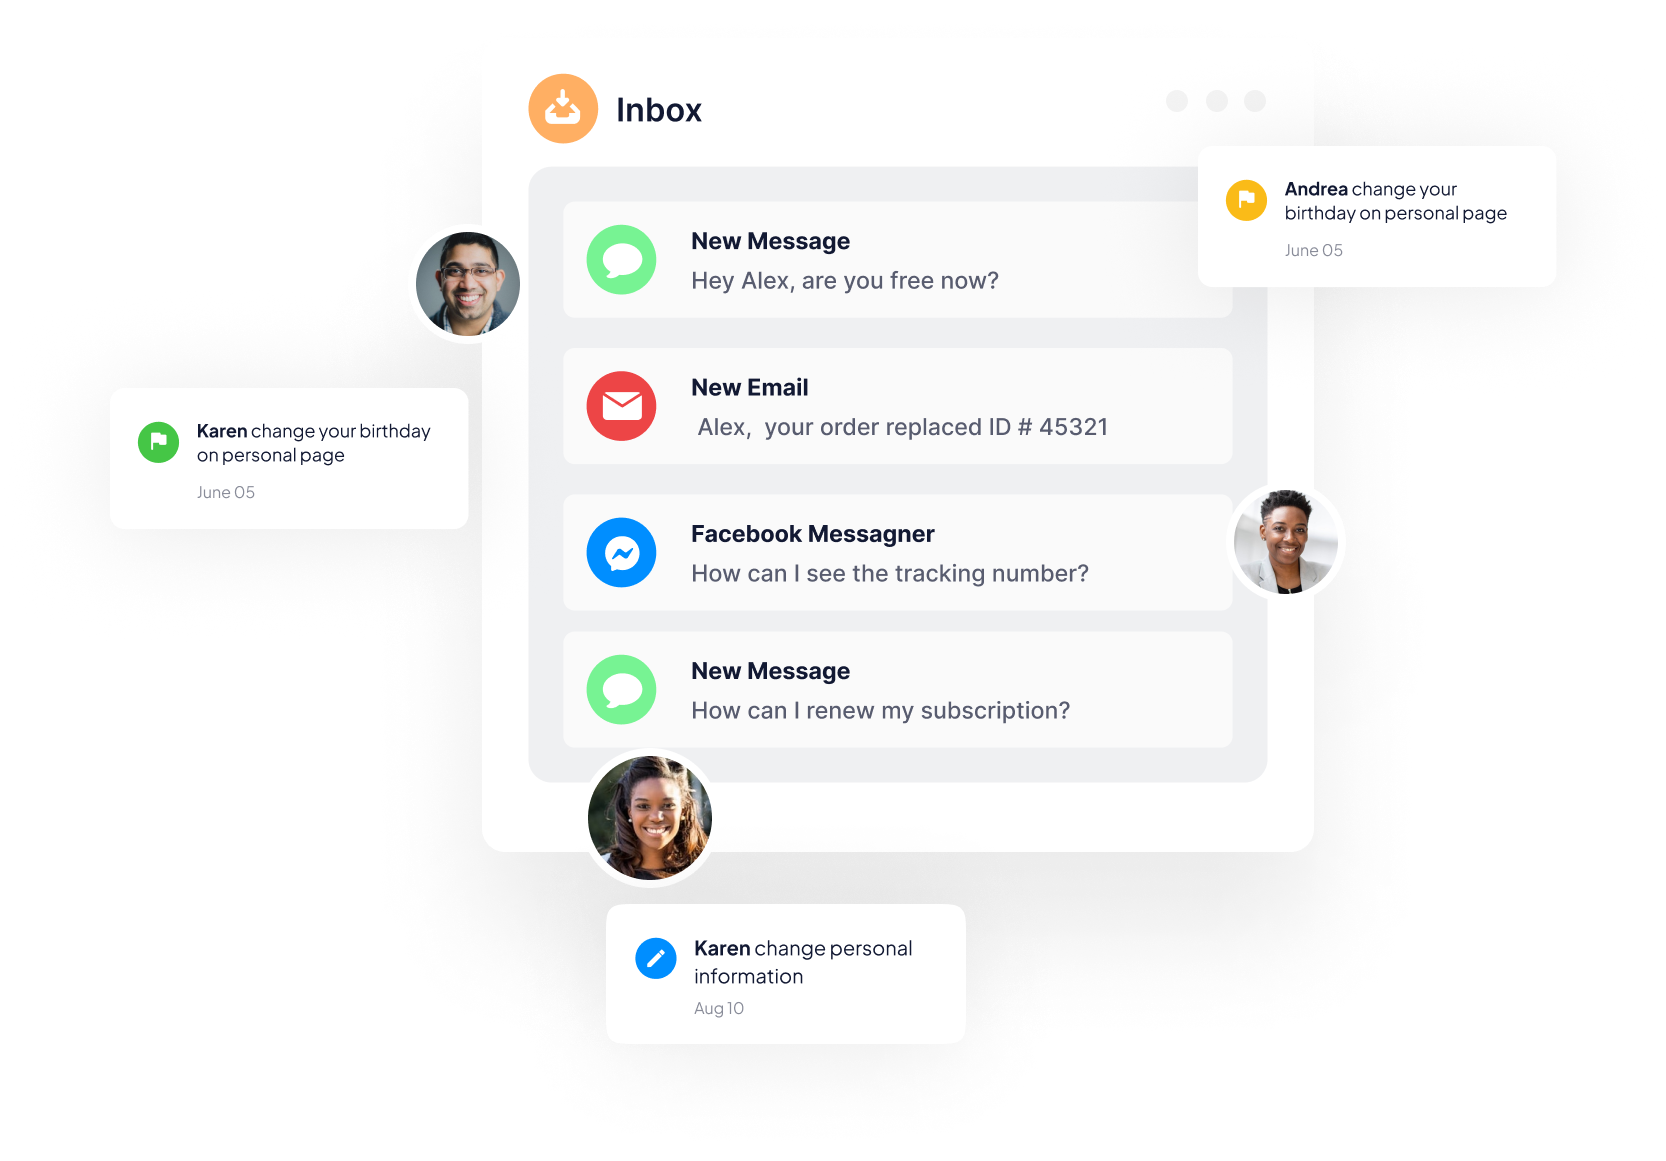 Inbox
Andrea change your
birthday on personal page
June 05
New Message
Hey Alex, are you free now?
New Email
Alex,  your order replaced ID # 45321
Karen change your birthday
on personal page
June 05
Facebook Messagner
How can I see the tracking number?
New Message
How can I renew my subscription?
Karen change personal
information
Aug 10